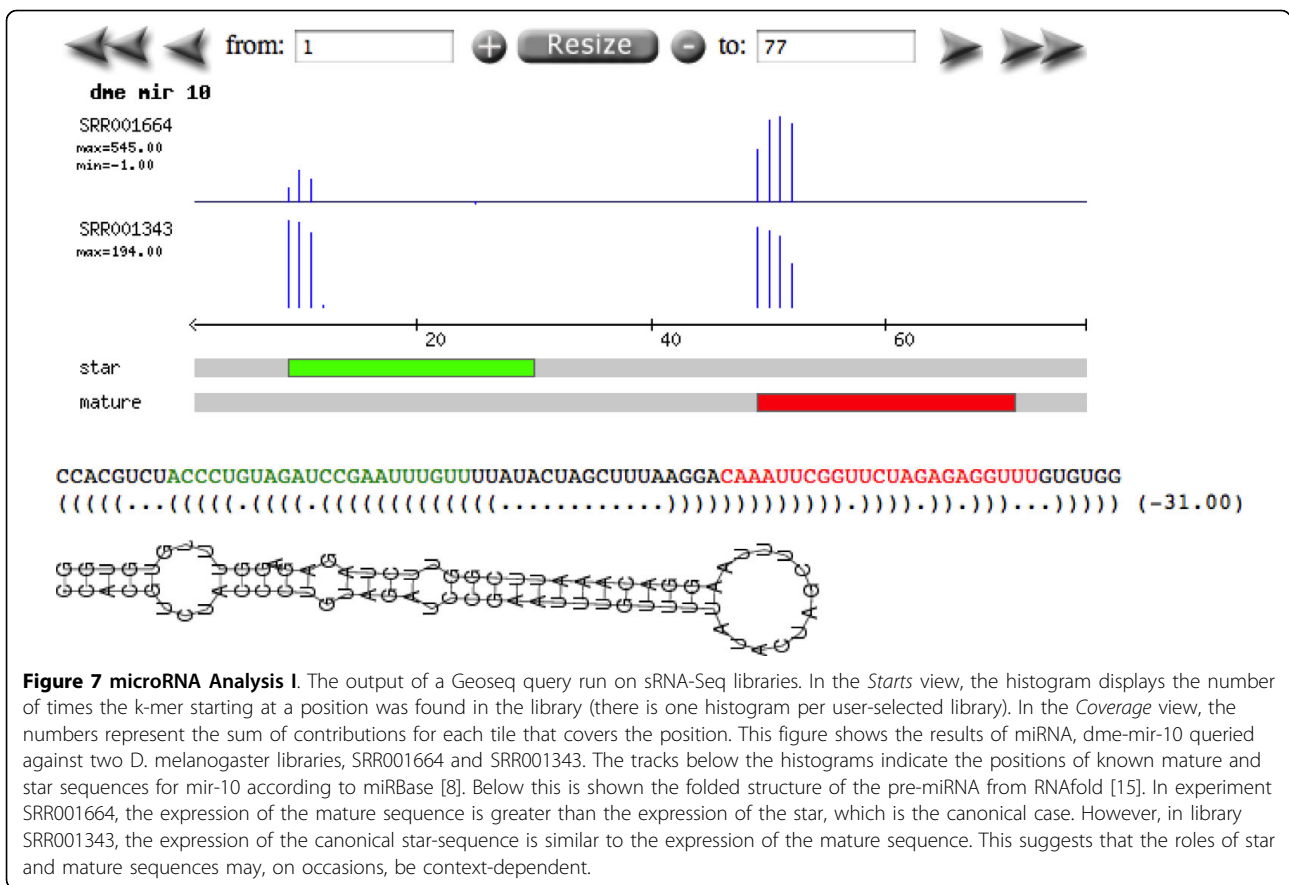 from: 1 + Resize - to: 77
dme mir 10
SRR001664
max=545.00
min=-1.00
SRR001343
max=194.00
20 40 60
star
mature
CCACGUCUACCCUGUAGAUCCGAAUUUGUUUUAUACUAGCUUUAAGGACAAAUUCGGUUCUAGAGAGGUUUGUGUGG
(((((...(((((.((((.(((((((((((((............))))))))))))).)))).)).)))...))))) (-31.00)
Figure 7 microRNA Analysis I. The output of a Geoseq query run on sRNA-Seq libraries. In the Starts view, the histogram displays the number
of times the k-mer starting at a position was found in the library (there is one histogram per user-selected library). In the Coverage view, the
numbers represent the sum of contributions for each tile that covers the position. This figure shows the results of miRNA, dme-mir-10 queried
against two D. melanogaster libraries, SRR001664 and SRR001343. The tracks below the histograms indicate the positions of known mature and
star sequences for mir-10 according to miRBase [8]. Below this is shown the folded structure of the pre-miRNA from RNAfold [15]. In experiment
SRR001664, the expression of the mature sequence is greater than the expression of the star, which is the canonical case. However, in library
SRR001343, the expression of the canonical star-sequence is similar to the expression of the mature sequence. This suggests that the roles of star
and mature sequences may, on occasions, be context-dependent.